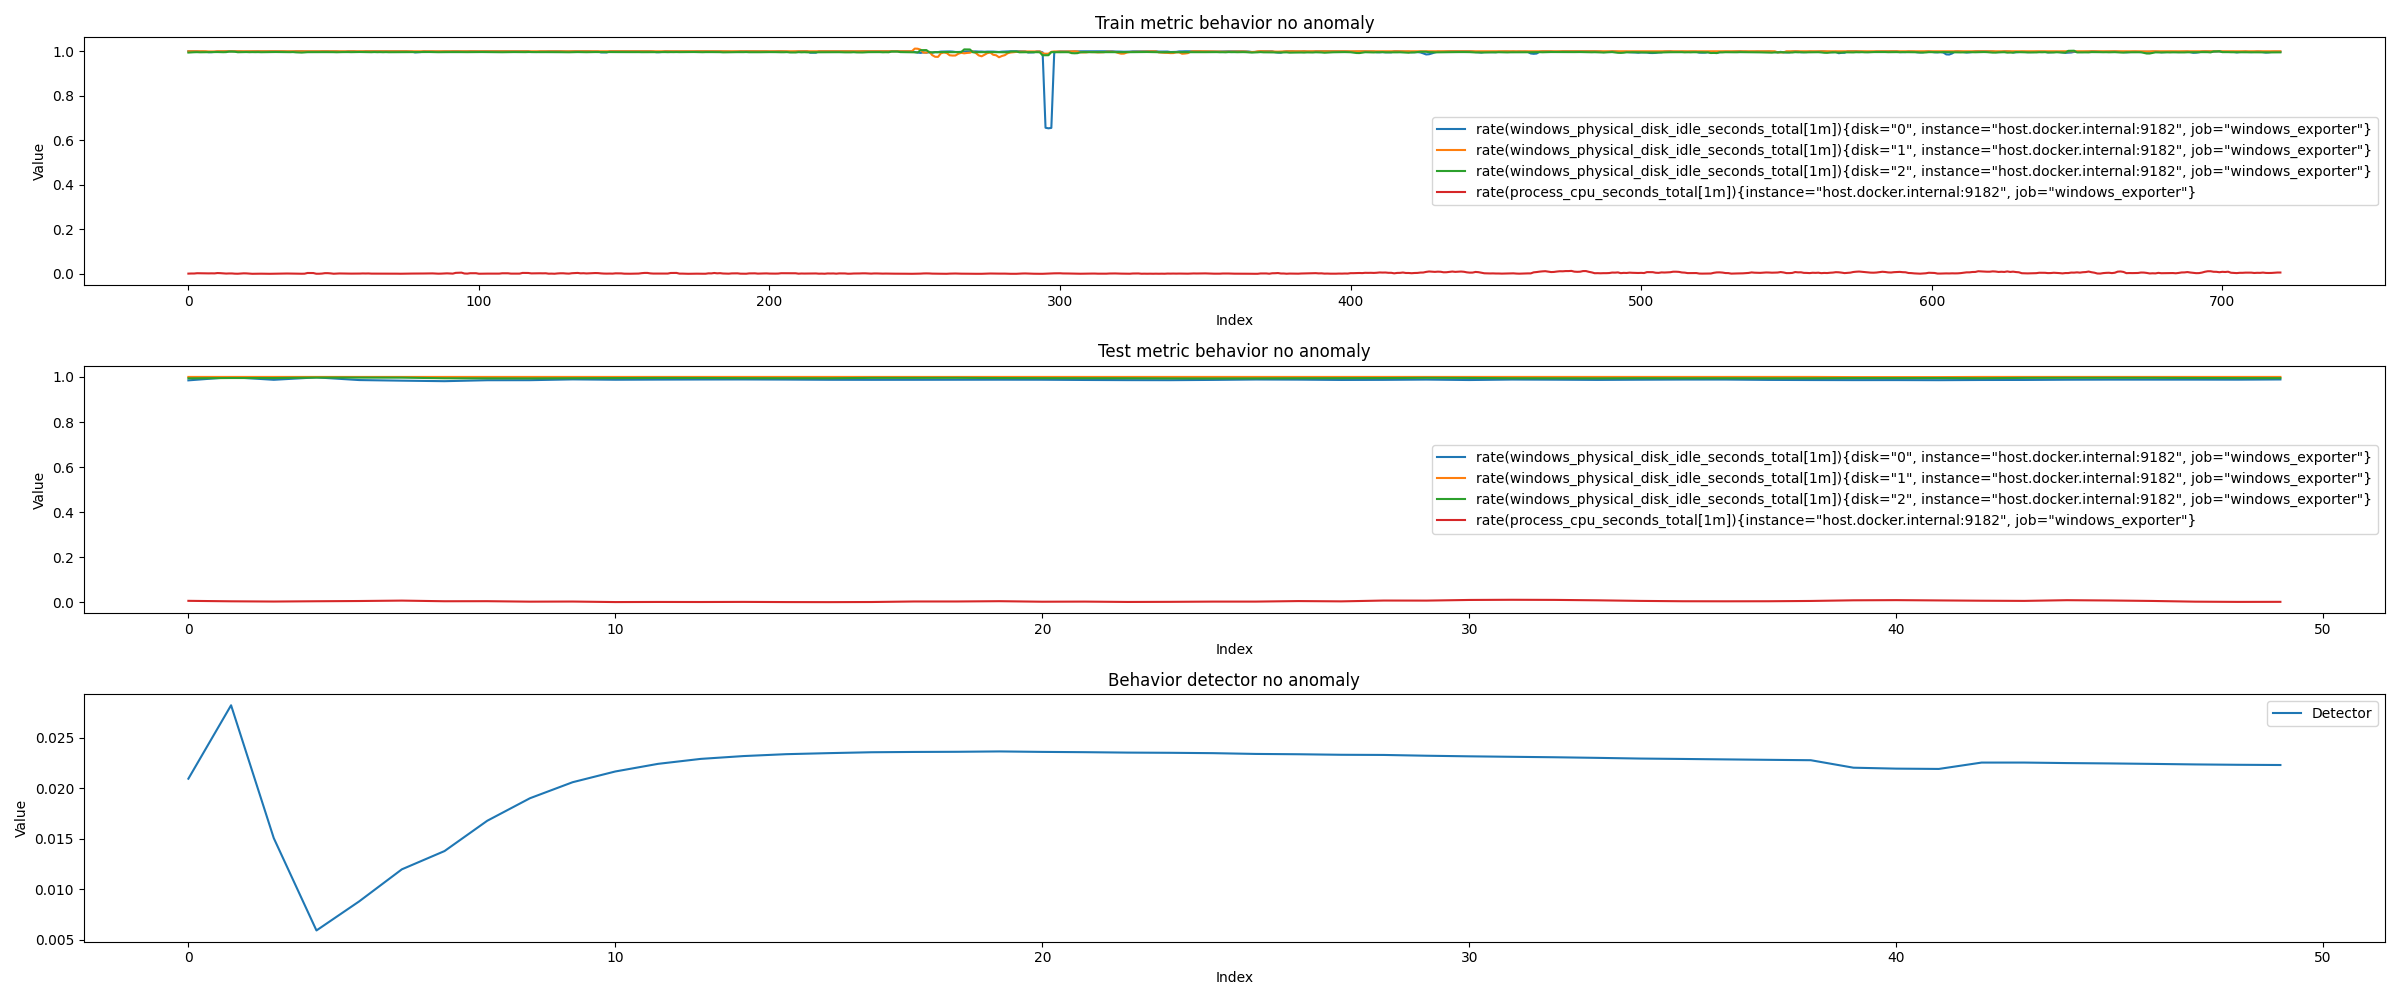 Train metric behavior no anomaly
1.0
0.8
0.6
0.4
0.2
0.0
Value
rate(windows_physical_disk_idle_seconds_total[1m]){disk="0", instance="host.docker.internal:9182", job="windows_exporter"}
rate(windows_physical_disk_idle_seconds_total[1m]){disk="1", instance="host.docker.internal:9182", job="windows_exporter"}
rate(windows_physical_disk_idle_seconds_total[1m]){disk="2", instance="host.docker.internal:9182", job="windows_exporter"}
rate(process_cpu_seconds_total[1m]){instance="host.docker.internal:9182", job="windows_exporter"}
0 100 200 300 400 500 600 700
Index
Test metric behavior no anomaly
1.0
0.8
0.6
0.4
0.2
0.0
Value
rate(windows_physical_disk_idle_seconds_total[1m]){disk="0", instance="host.docker.internal:9182", job="windows_exporter"}
rate(windows_physical_disk_idle_seconds_total[1m]){disk="1", instance="host.docker.internal:9182", job="windows_exporter"}
rate(windows_physical_disk_idle_seconds_total[1m]){disk="2", instance="host.docker.internal:9182", job="windows_exporter"}
rate(process_cpu_seconds_total[1m]){instance="host.docker.internal:9182", job="windows_exporter"}
0 10 20 30 40 50
Index
Behavior detector no anomaly
0.025
0.020
0.015
0.010
0.005
Value
Detector
0 10 20 30 40 50
Index